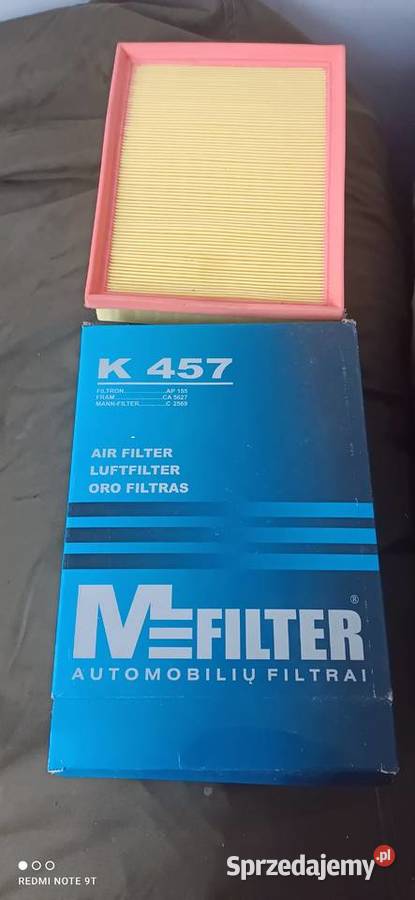 K 457
FILTRON..............AP 155
FRAM.................CA 5627
MANN-FILTER..........C 2569
AIR FILTER
LUFTFILTER
ORO FILTRAS
MFILTER®
AUTOMOBILIŲ FILTRAI
REDMI NOTE 9T
Sprzedajemy.pl